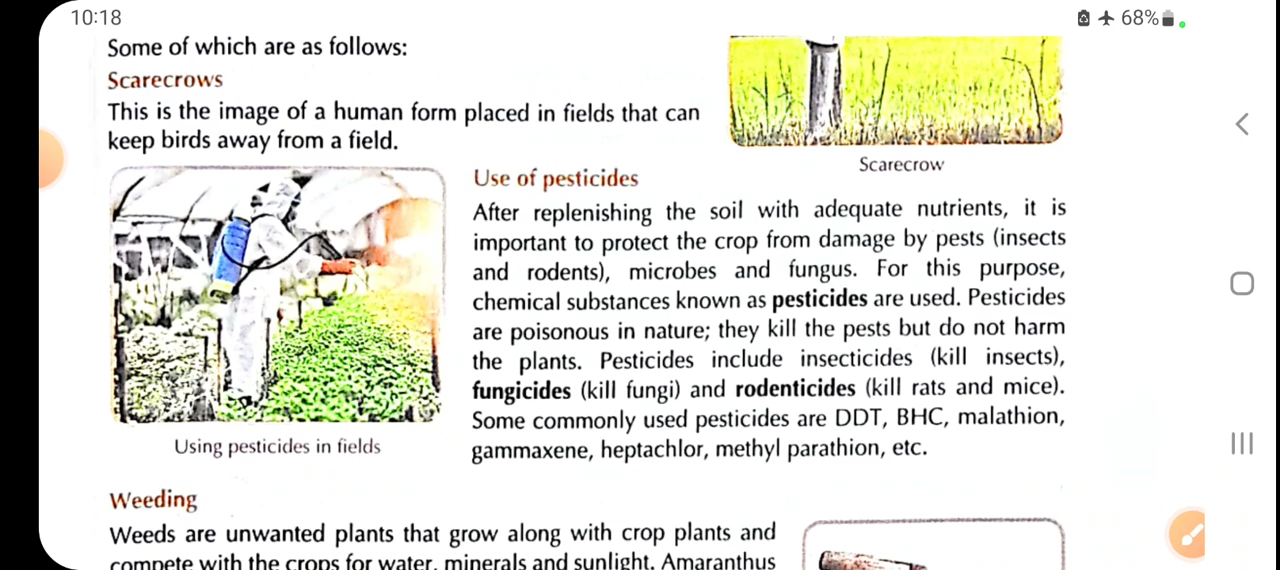 10:18
68%
Some of which are as follows:
Scarecrows
This is the image of a human form placed in fields that can
keep birds away from a field.
Scarecrow
Use of pesticides
After replenishing the soil with adequate nutrients, it is
important to protect the crop from damage by pests (insects
and rodents), microbes and fungus. For this purpose,
chemical substances known as pesticides are used. Pesticides
are poisonous in nature; they kill the pests but do not harm
the plants. Pesticides include insecticides (kill insects),
fungicides (kill fungi) and rodenticides (kill rats and mice).
Some commonly used pesticides are DDT, BHC, malathion,
gammaxene, heptachlor, methyl parathion, etc.
Using pesticides in fields
Weeding
Weeds are unwanted plants that grow along with crop plants and
compete with the crops for water, minerals and sunlight. Amaranthus